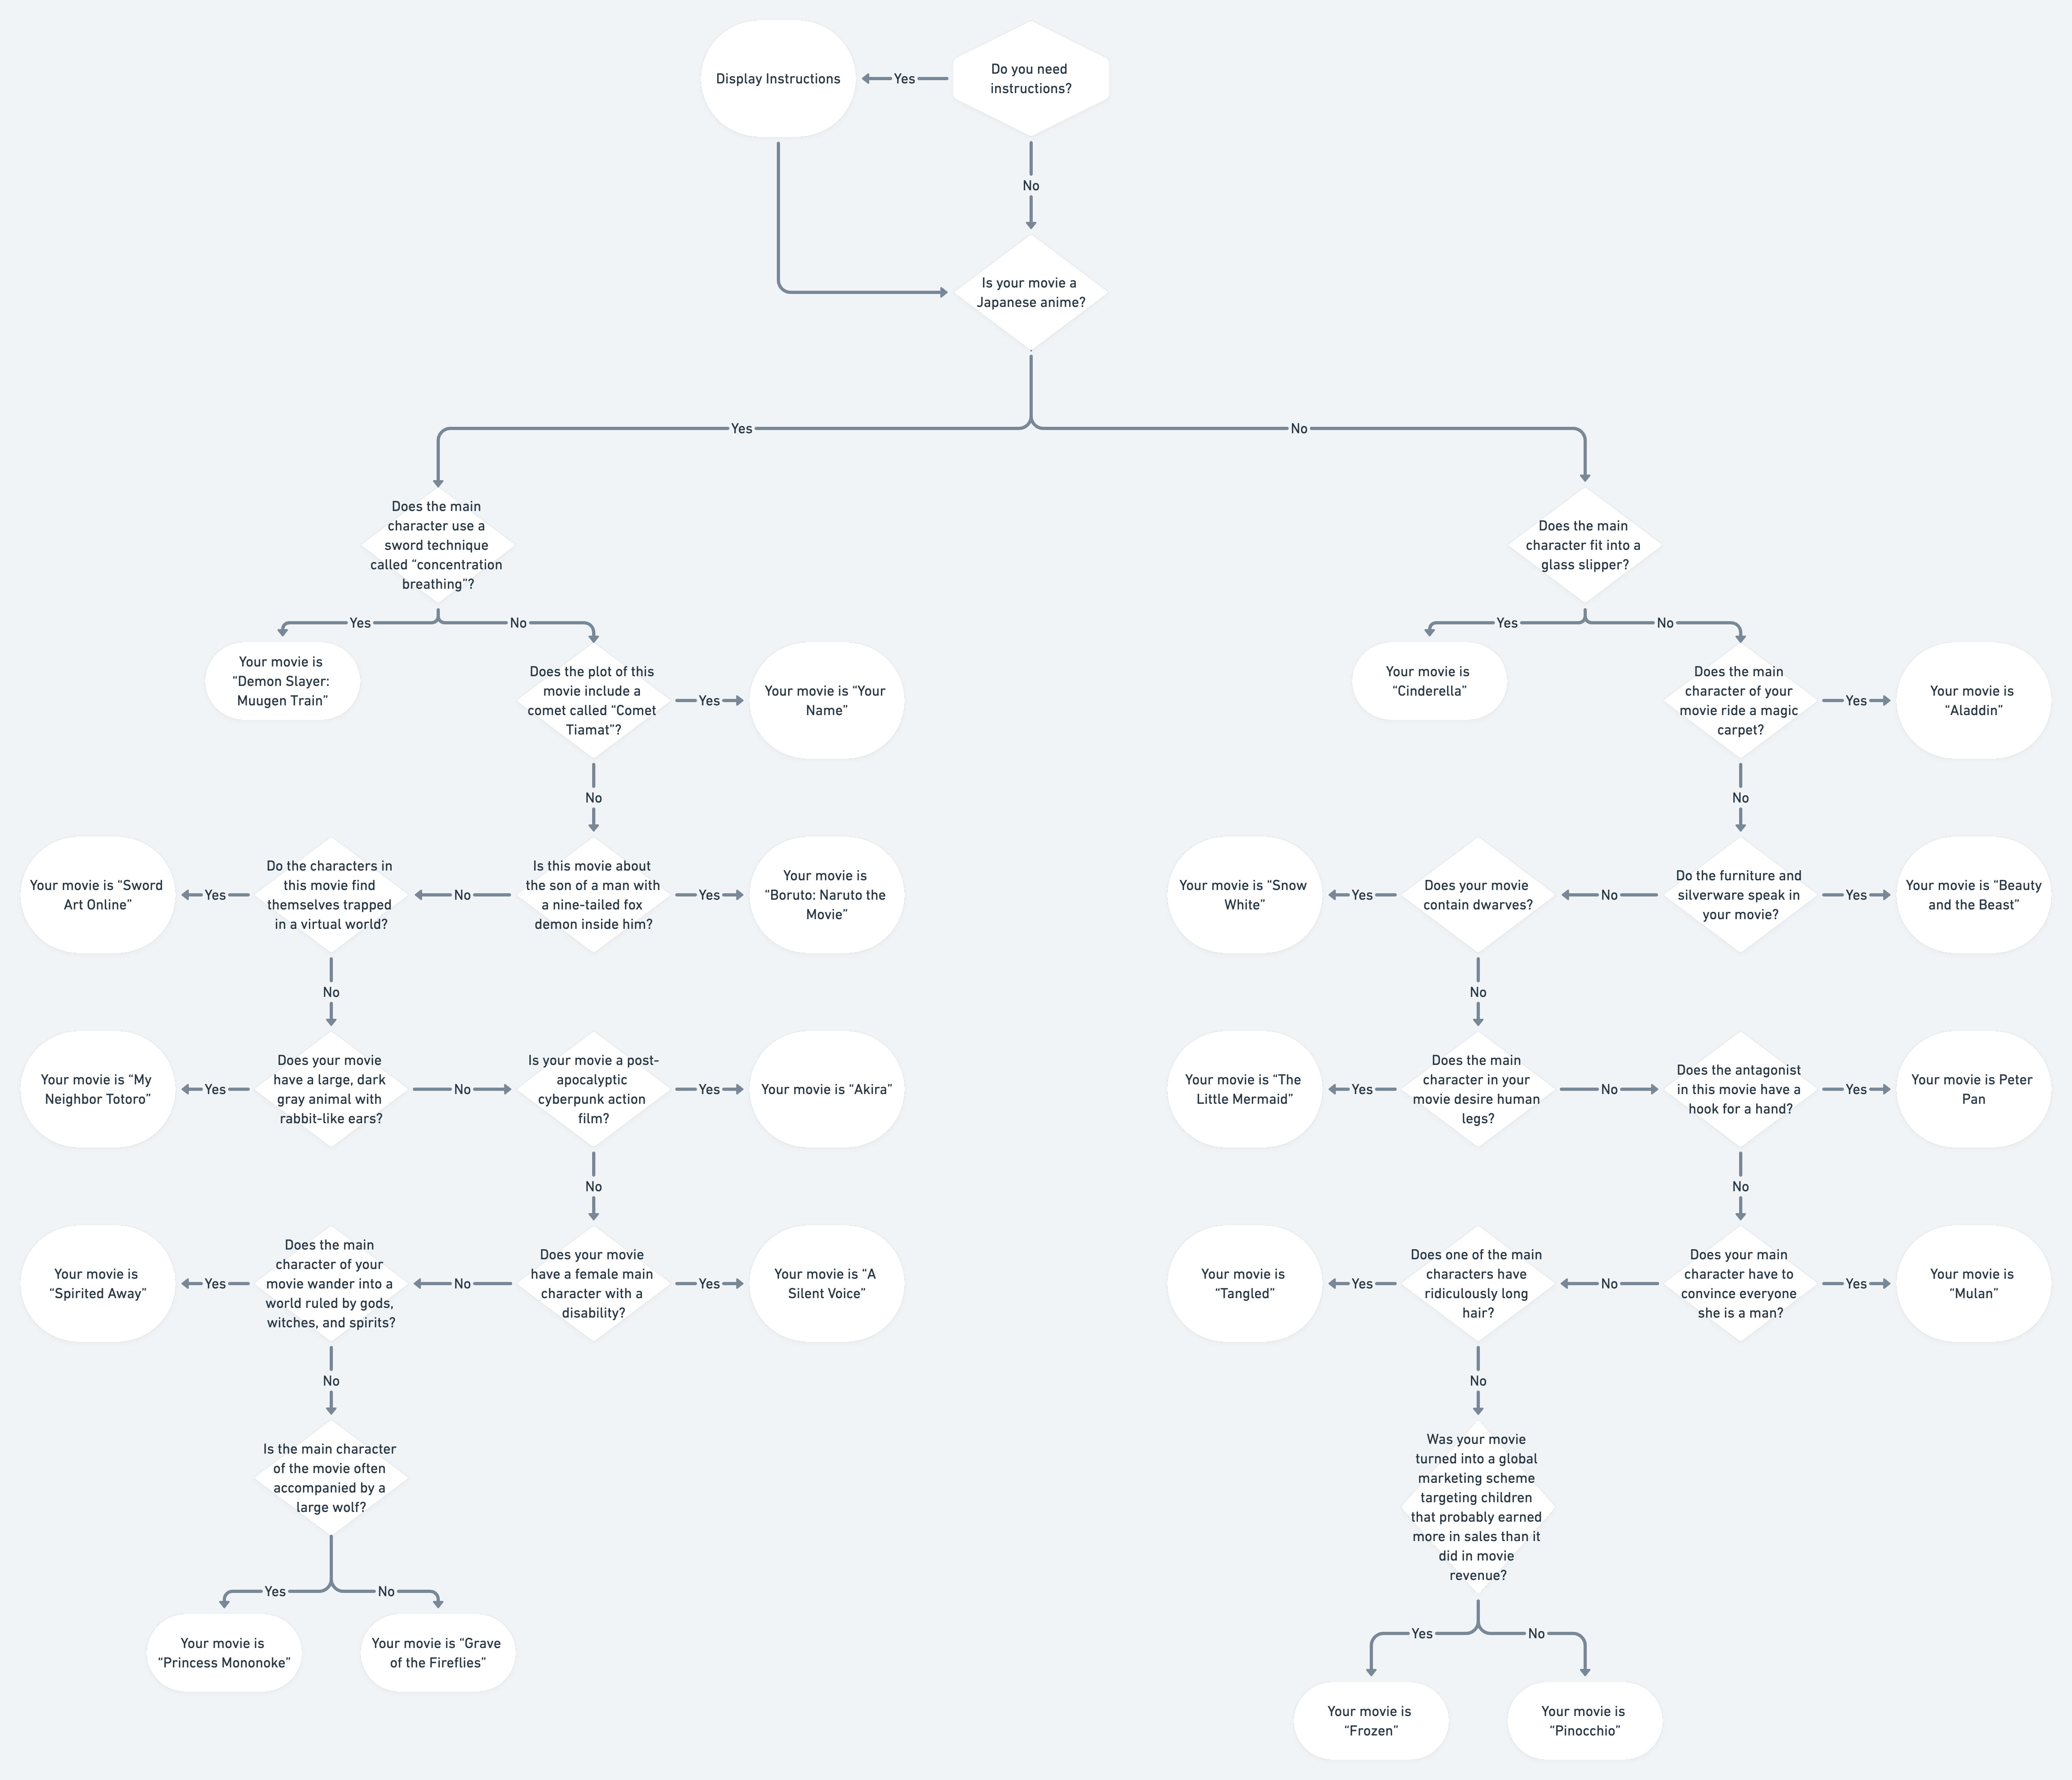 Display Instructions
Yes
Do you need
instructions?
No
Is your movie a
Japanese anime?
Yes
No
Does the main
character use a
sword technique
called “concentration
breathing”?
Yes
No
Your movie is
“Demon Slayer:
Muugen Train”
Does the plot of this
movie include a
comet called “Comet
Tiamat”?
Yes
Your movie is “Your
Name”
No
Your movie is “Sword
Art Online”
Yes
Do the characters in
this movie find
themselves trapped
in a virtual world?
No
Is this movie about
the son of a man with
a nine-tailed fox
demon inside him?
Yes
Your movie is
“Boruto: Naruto the
Movie”
No
Your movie is “My
Neighbor Totoro”
Yes
Does your movie
have a large, dark
gray animal with
rabbit-like ears?
No
Is your movie a post-
apocalyptic
cyberpunk action
film?
Yes
Your movie is “Akira”
No
Your movie is
“Spirited Away”
Yes
Does the main
character of your
movie wander into a
world ruled by gods,
witches, and spirits?
No
Does your movie
have a female main
character with a
disability?
Yes
Your movie is “A
Silent Voice”
No
Is the main character
of the movie often
accompanied by a
large wolf?
Yes
No
Your movie is
“Princess Mononoke”
Your movie is “Grave
of the Fireflies”
Does the main
character fit into a
glass slipper?
Yes
No
Your movie is
“Cinderella”
Does the main
character of your
movie ride a magic
carpet?
Yes
Your movie is
“Aladdin”
No
Your movie is “Snow
White”
Yes
Does your movie
contain dwarves?
No
Do the furniture and
silverware speak in
your movie?
Yes
Your movie is “Beauty
and the Beast”
No
Your movie is “The
Little Mermaid”
Yes
Does the main
character in your
movie desire human
legs?
No
Does the antagonist
in this movie have a
hook for a hand?
Yes
Your movie is Peter
Pan
No
Your movie is
“Tangled”
Yes
Does one of the main
characters have
ridiculously long
hair?
No
Does your main
character have to
convince everyone
she is a man?
Yes
Your movie is
“Mulan”
No
Was your movie
turned into a global
marketing scheme
targeting children
that probably earned
more in sales than it
did in movie
revenue?
Yes
No
Your movie is
“Frozen”
Your movie is
“Pinocchio”